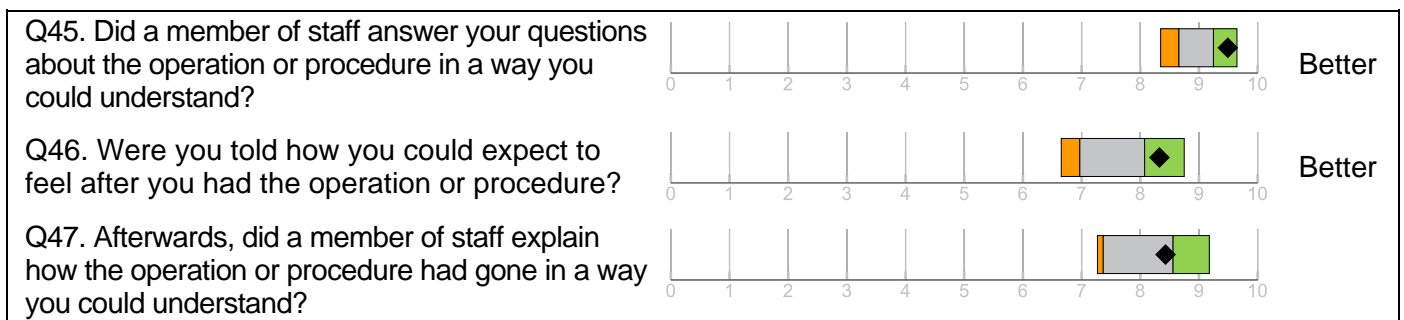 Q45. Did a member of staff answer your questions
about the operation or procedure in a way you
could understand?
0 1 2 3 4 5 6 7 8 9 10
Better
Q46. Were you told how you could expect to
feel after you had the operation or procedure?
0 1 2 3 4 5 6 7 8 9 10
Better
Q47. Afterwards, did a member of staff explain
how the operation or procedure had gone in a way
you could understand?
0 1 2 3 4 5 6 7 8 9 10